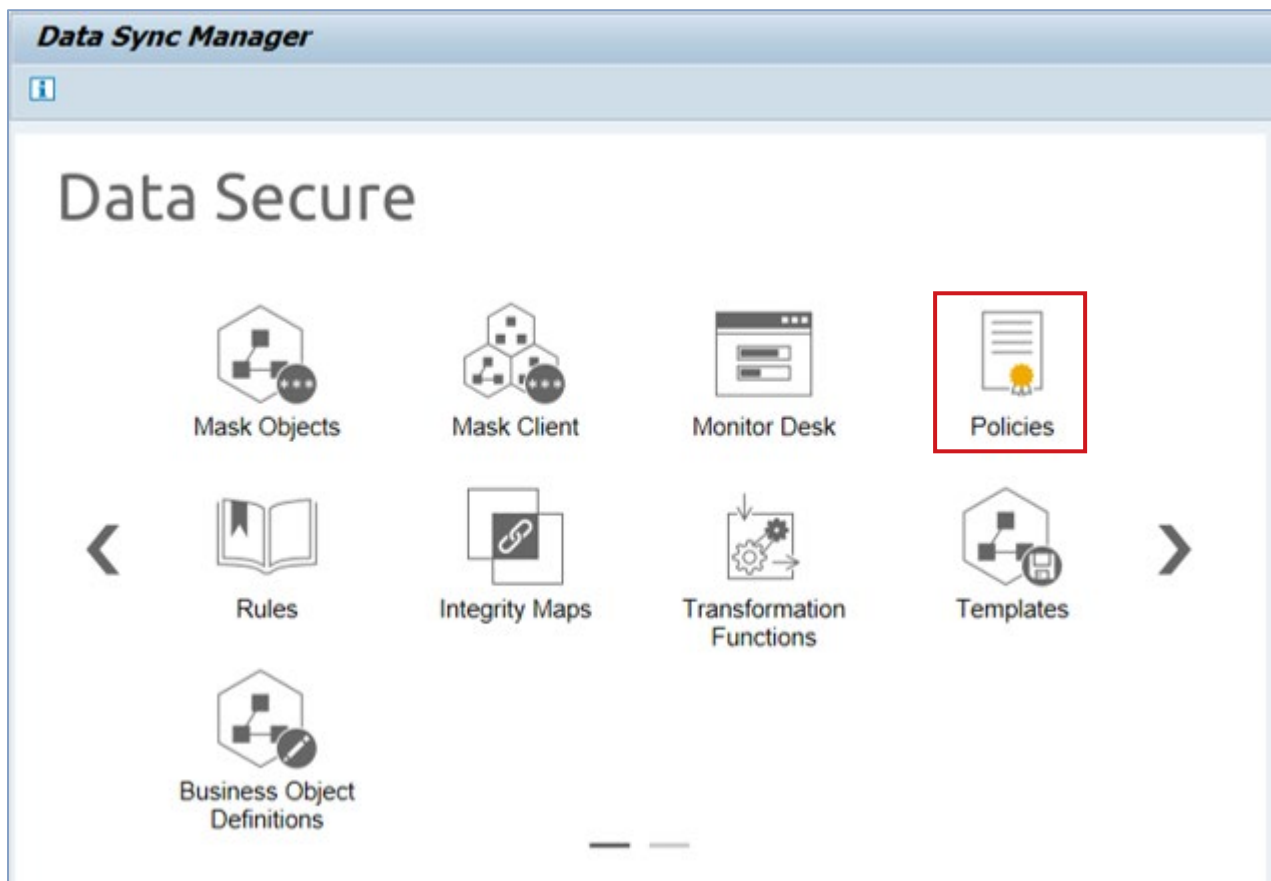 Data Sync Manager
Data Secure
Mask Objects
Mask Client
Monitor Desk
Policies
Rules
Integrity Maps
Transformation
Functions
Templates
Business Object
Definitions